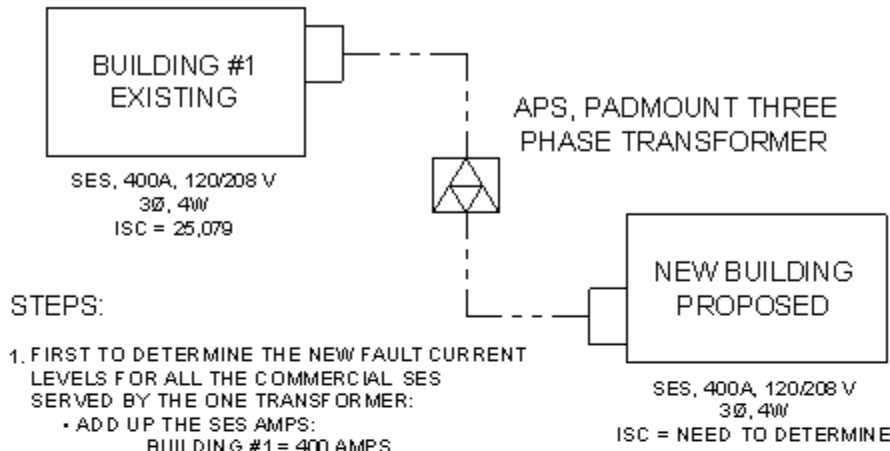 BUILDING #1
EXISTING
APS, PADMOUNT THREE
PHASE TRANSFORMER
SES, 400A, 120/208 V
3Ø, 4W
ISC = 25,079
NEW BUILDING
PROPOSED
SES, 400A, 120/208 V
3Ø, 4W
ISC = NEED TO DETERMINE
STEPS:
1. FIRST TO DETERMINE THE NEW FAULT CURRENT
LEVELS FOR ALL THE COMMERCIAL SES
SERVED BY THE ONE TRANSFORMER:
• ADD UP THE SES AMPS:
BUILDING #1 = 400 AMPS